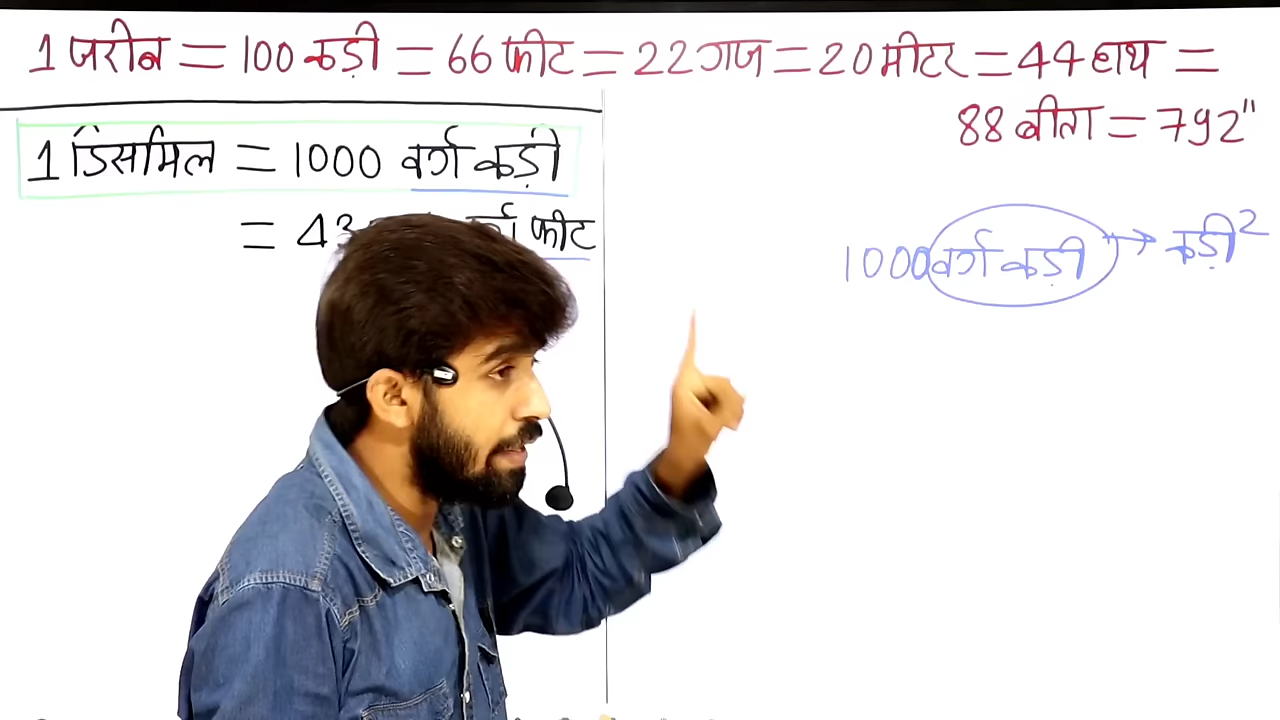 1 जरीब = 100 कड़ी = 66 फीट = 22 गज = 20 मीटर = 44 हाथ =
88 बीता = 792"
1 डिसमिल = 1000 वर्ग कड़ी
= 43 वर्ग फीट
1000 वर्ग कड़ी → कड़ी²